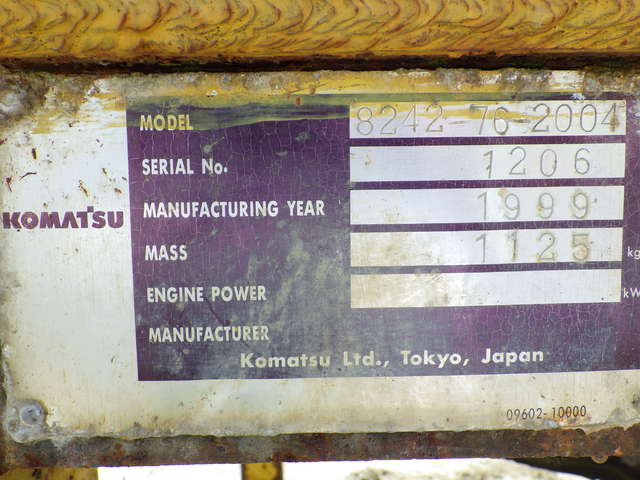 MODEL 8242-76-2004
SERIAL No. 1206
KOMATSU
MANUFACTURING YEAR 1999
MASS 1125 kg
ENGINE POWER kW
MANUFACTURER
Komatsu Ltd., Tokyo, Japan
09602-10000